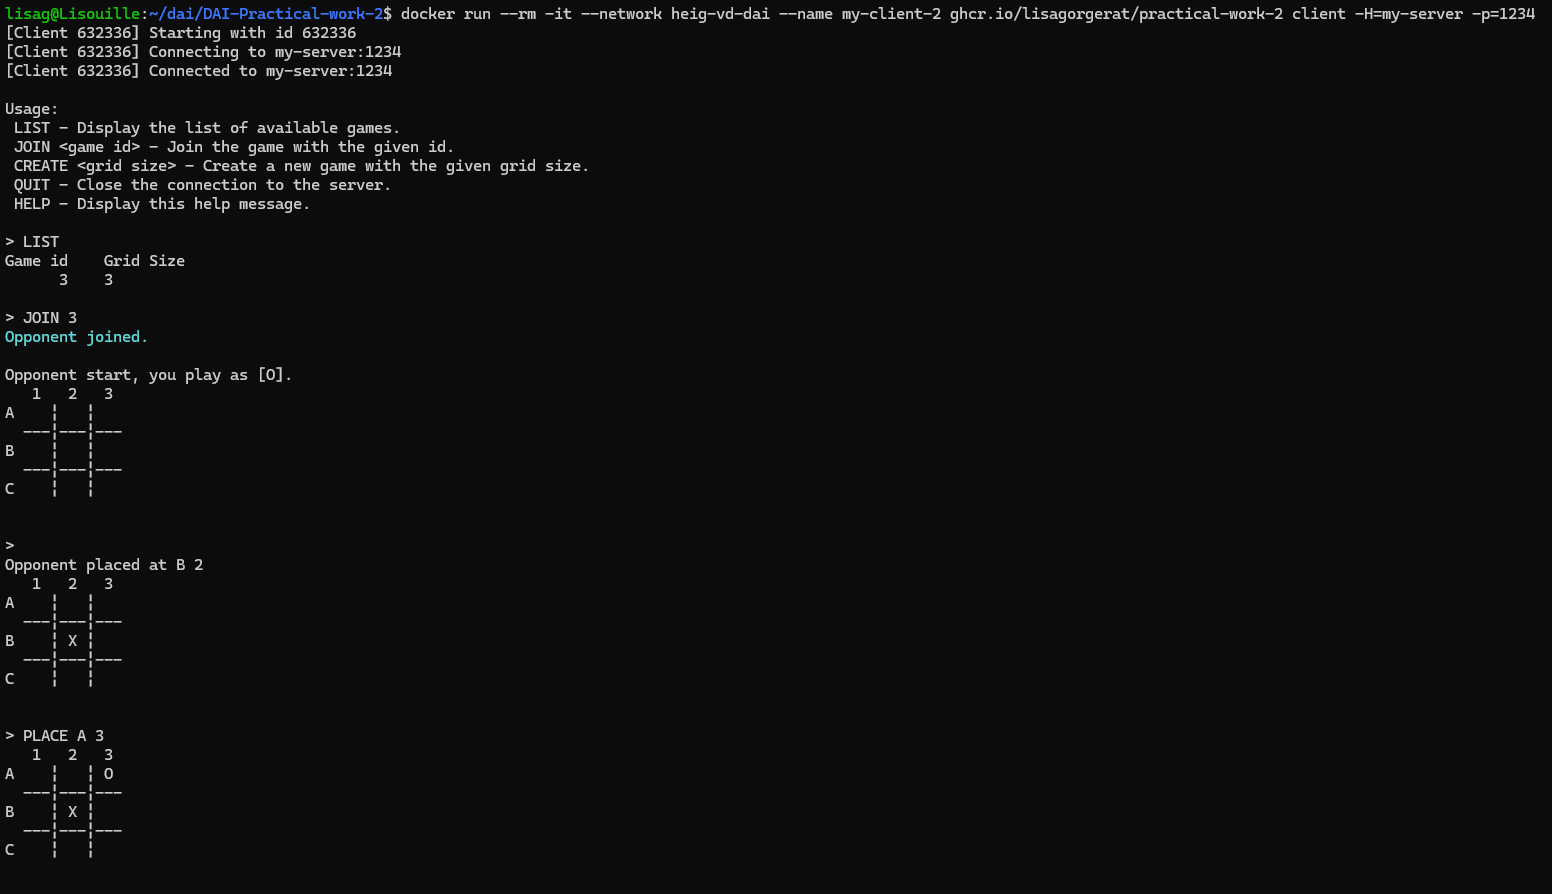 lisag@Lisouille:~/dai/DAI-Practical-work-2$ docker run --rm -it --network heig-vd-dai --name my-client-2 ghcr.io/lisagorgerat/practical-work-2 client -H=my-server -p=1234
[Client 632336] Starting with id 632336
[Client 632336] Connecting to my-server:1234
[Client 632336] Connected to my-server:1234

Usage:
 LIST - Display the list of available games.
 JOIN <game id> - Join the game with the given id.
 CREATE <grid size> - Create a new game with the given grid size.
 QUIT - Close the connection to the server.
 HELP - Display this help message.

> LIST
Game id    Grid Size
      3    3

> JOIN 3
Opponent joined.

Opponent start, you play as [O].
   1   2   3
A    ¦   ¦
  ---¦---¦---
B    ¦   ¦
  ---¦---¦---
C    ¦   ¦


>
Opponent placed at B 2
   1   2   3
A    ¦   ¦
  ---¦---¦---
B    ¦ X ¦
  ---¦---¦---
C    ¦   ¦


> PLACE A 3
   1   2   3
A    ¦   ¦ O
  ---¦---¦---
B    ¦ X ¦
  ---¦---¦---
C    ¦   ¦